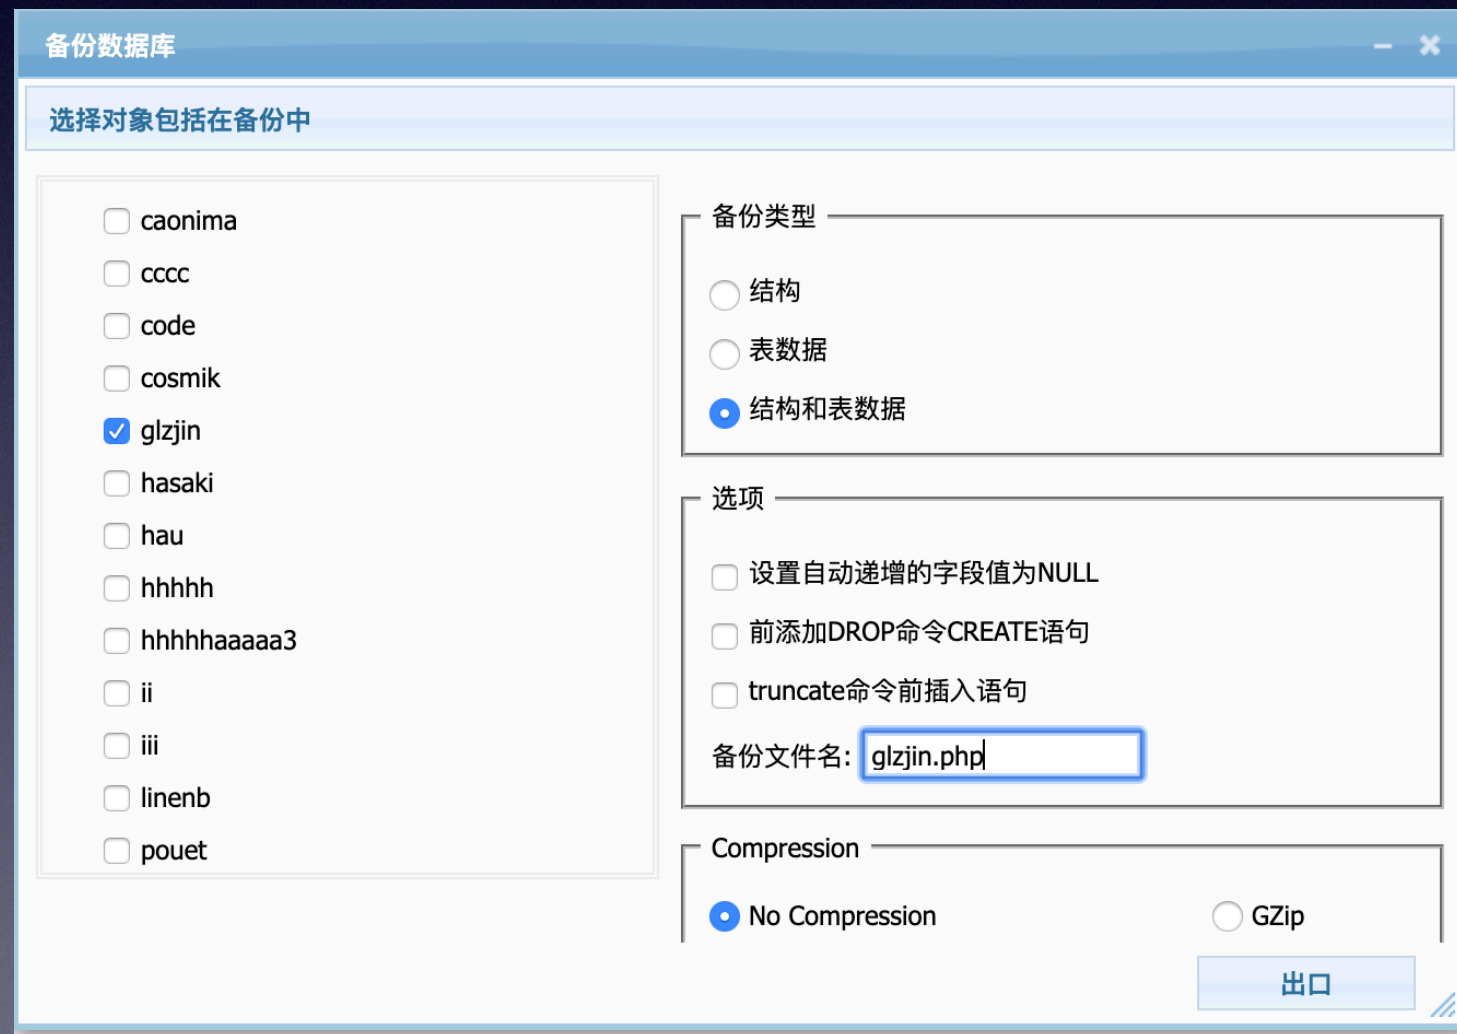 备份数据库
选择对象包括在备份中
caonima
cccc
code
cosmik
glzjin
hasaki
hau
hhhhh
hhhhhaaaaa3
ii
iii
linenb
pouet
备份类型
结构
表数据
结构和表数据
选项
设置自动递增的字段值为NULL
前添加DROP命令CREATE语句
truncate命令前插入语句
备份文件名: glzjin.php
Compression
No Compression GZip
出口